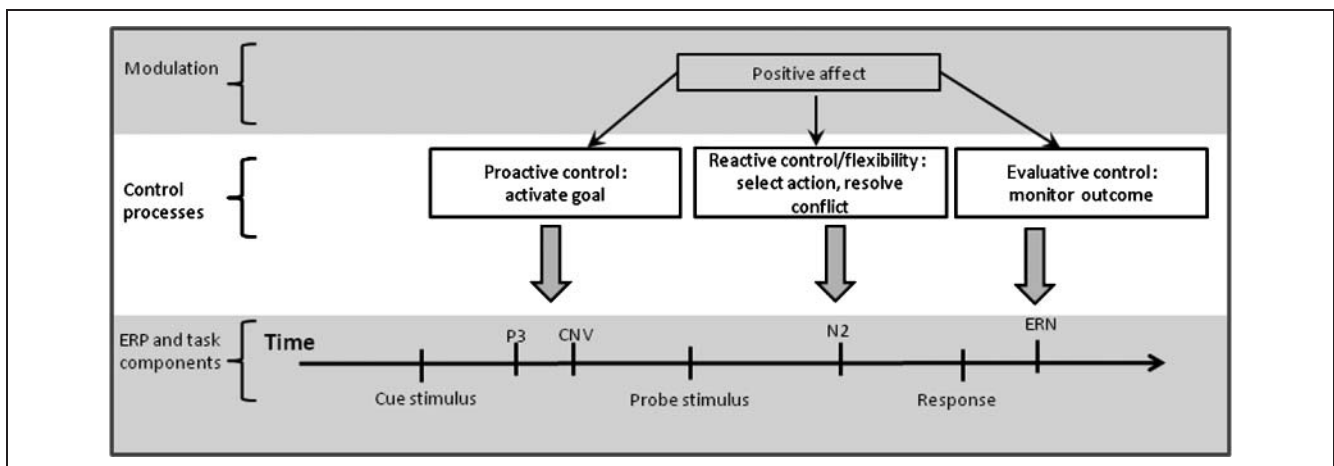 Modulation
Positive affect
Control
processes
Proactive control:
activate goal
Reactive control/flexibility:
select action, resolve
conflict
Evaluative control:
monitor outcome
ERP and task
components
Time
P3
CNV
N2
ERN
Cue stimulus
Probe stimulus
Response